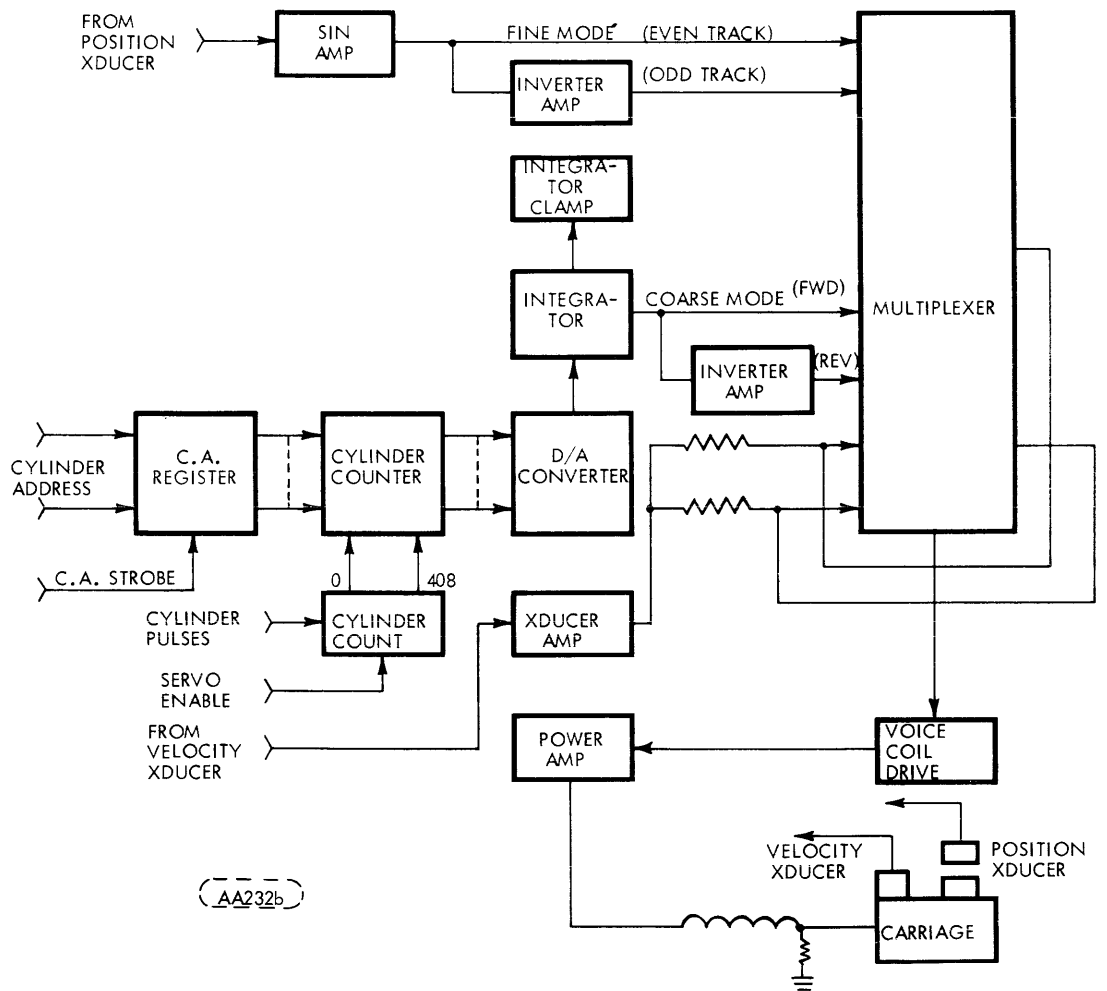 FROM
POSITION
XDUCER
SIN
AMP
FINE MODE (EVEN TRACK)
INVERTER
AMP
(ODD TRACK)
INTEGRA-
TOR
CLAMP
INTEGRA-
TOR
COARSE MODE (FWD)
INVERTER
AMP
(REV)
MULTIPLEXER
CYLINDER
ADDRESS
C.A.
REGISTER
CYLINDER
COUNTER
D/A
CONVERTER
C.A. STROBE
0
408
CYLINDER
PULSES
CYLINDER
COUNT
XDUCER
AMP
SERVO
ENABLE
FROM
VELOCITY
XDUCER
POWER
AMP
VOICE
COIL
DRIVE
VELOCITY
XDUCER
POSITION
XDUCER
CARRIAGE
AA232b